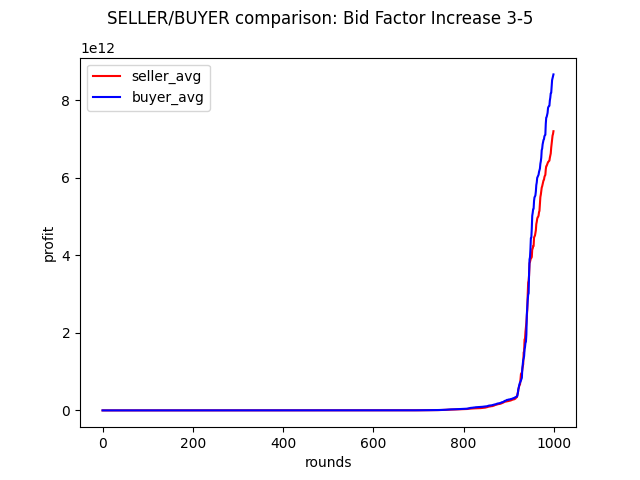 SELLER/BUYER comparison: Bid Factor Increase 3-5
1e12
seller_avg
buyer_avg
8
6
4
2
0
profit
0 200 400 600 800 1000
rounds